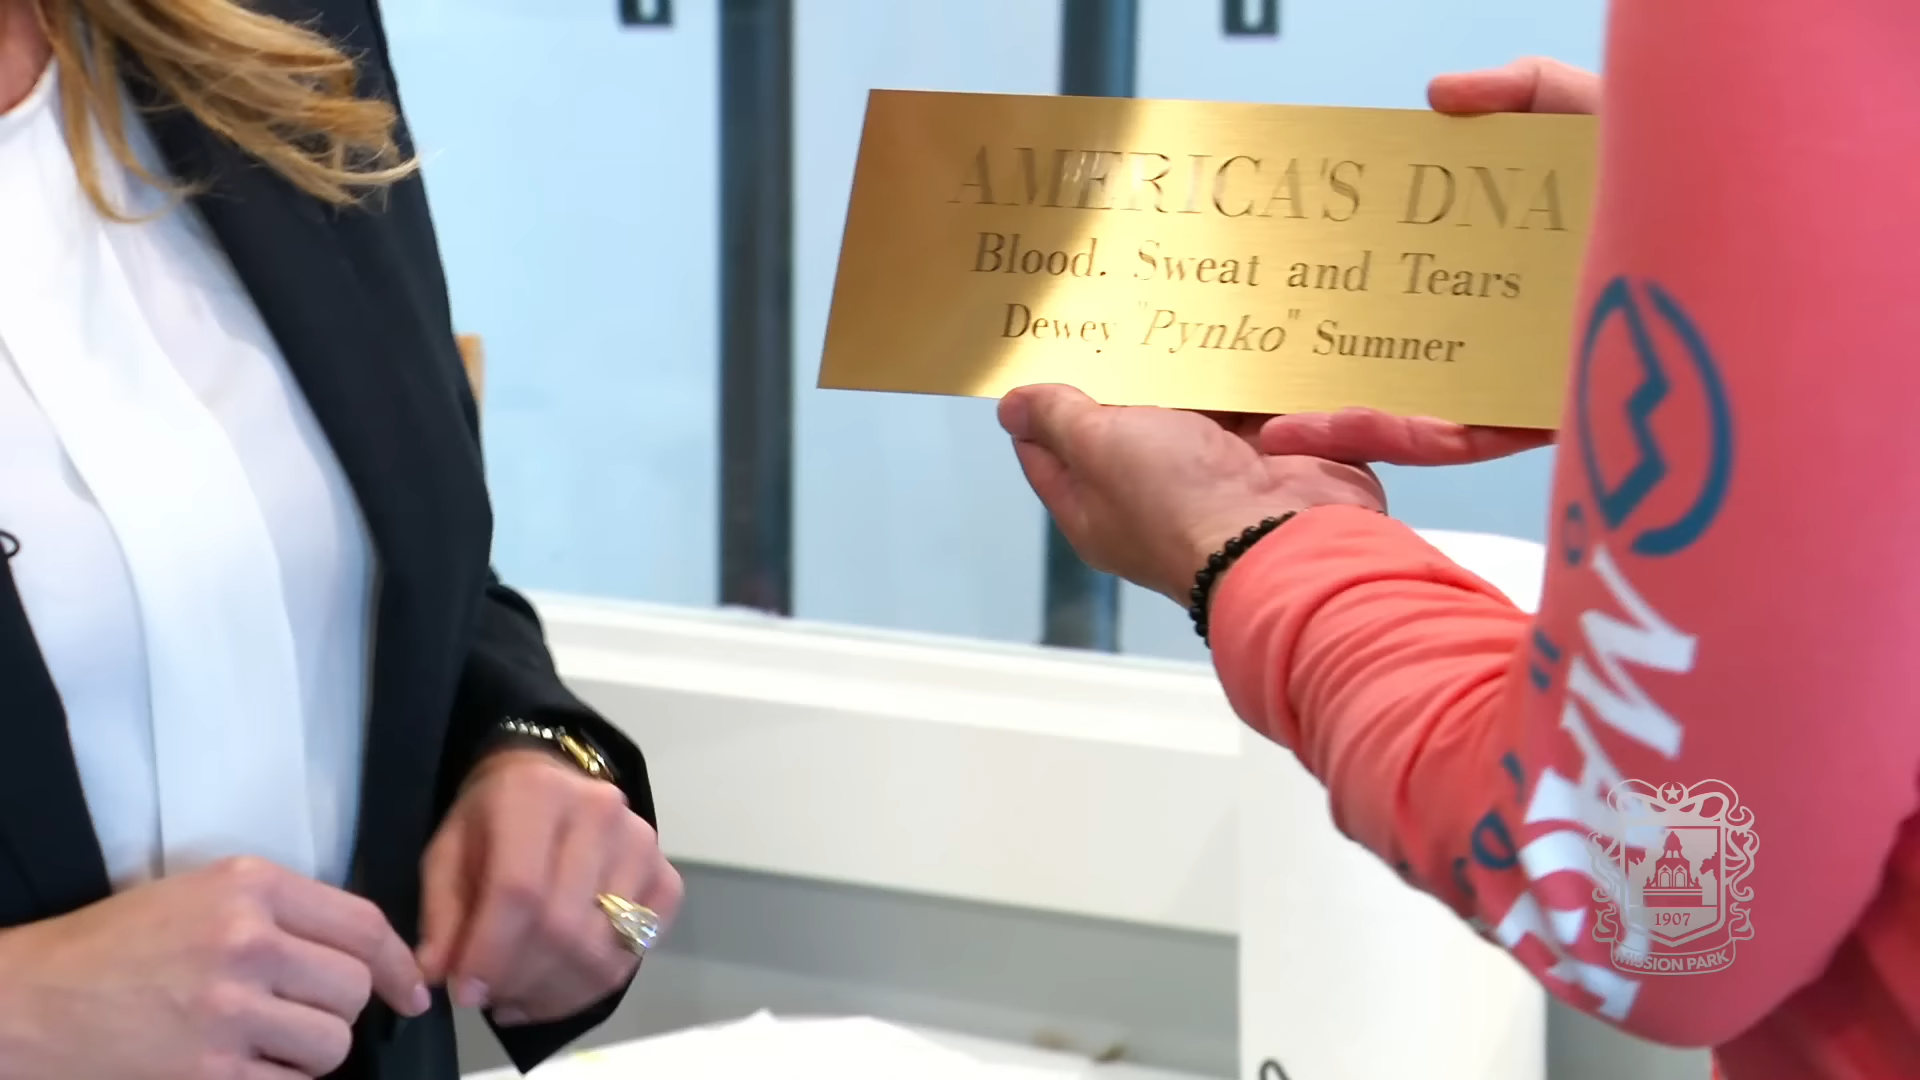 AMERICA'S DNA
Blood. Sweat and Tears
Dewey "Pynko" Sumner
1907
MISSION PARK